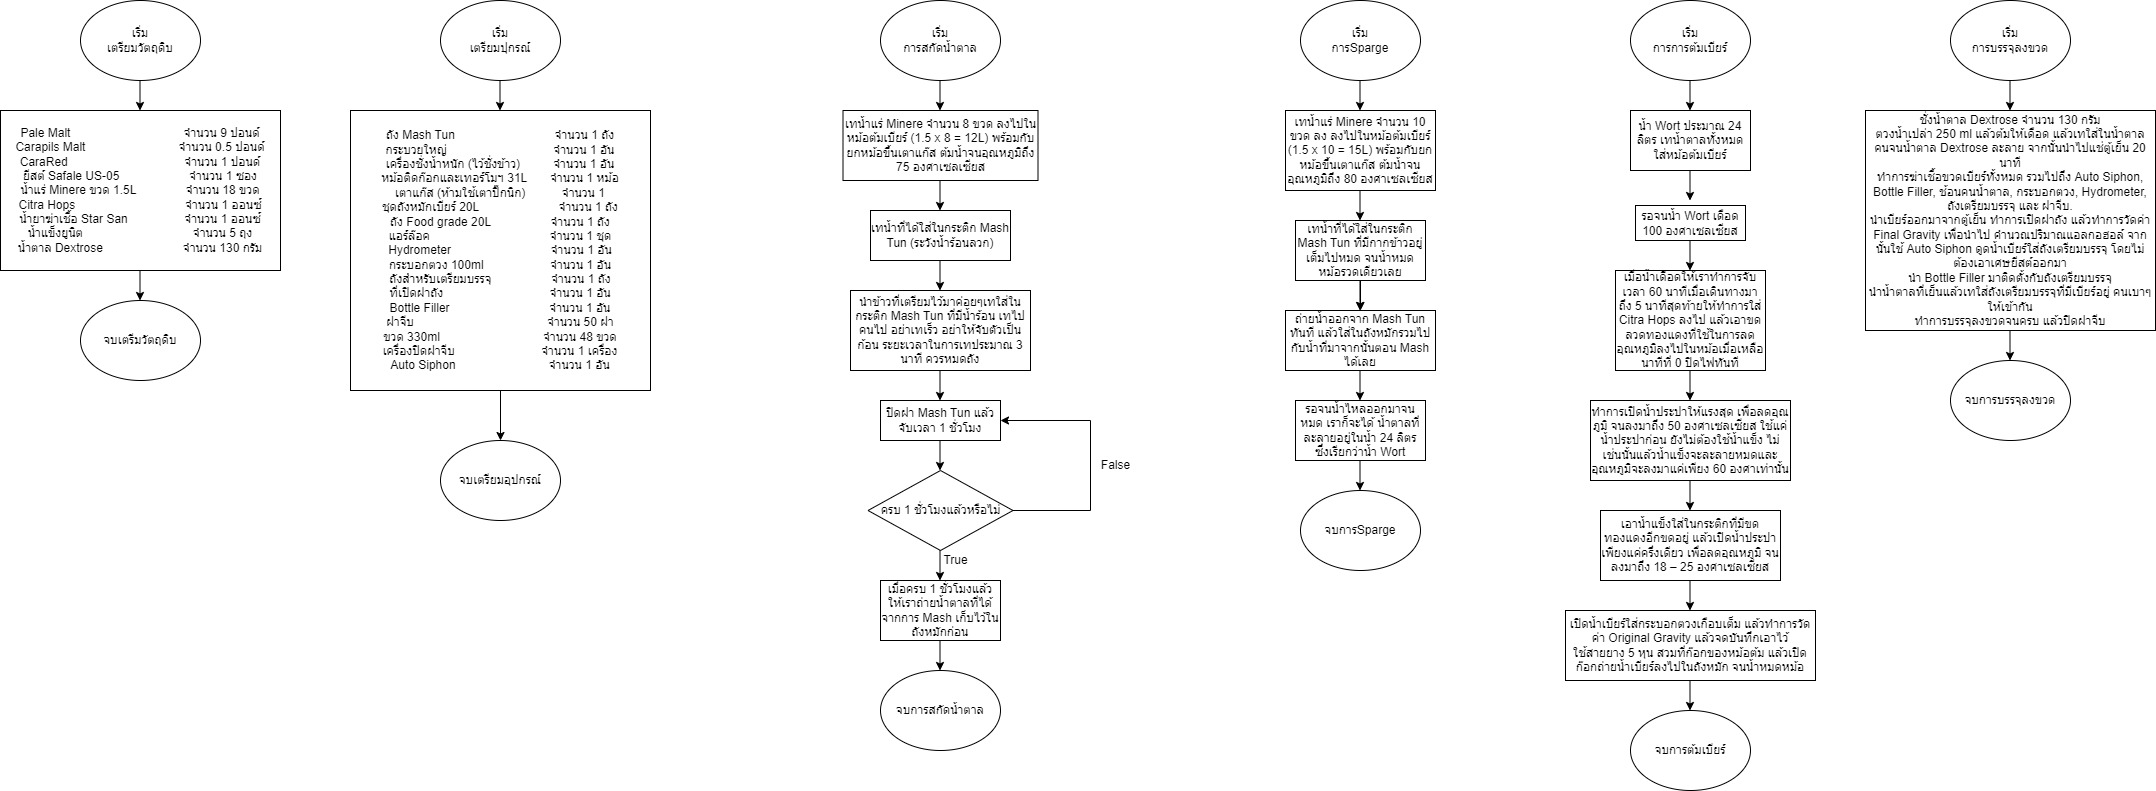 เริ่ม
เตรียมวัตถุดิบ
Pale Malt จำนวน 9 ปอนด์
Carapils Malt จำนวน 0.5 ปอนด์
CaraRed จำนวน 1 ปอนด์
ยีสต์ Safale US-05 จำนวน 1 ซอง
น้ำแร่ Minere ขวด 1.5L จำนวน 18 ขวด
Citra Hops จำนวน 1 ออนซ์
น้ำยาฆ่าเชื้อ Star San จำนวน 1 ออนซ์
น้ำแข็งยูนิต จำนวน 5 ถุง
น้ำตาล Dextrose จำนวน 130 กรัม
จบเตรีมวัตถุดิบ
เริ่ม
เตรียมปุกรณ์
ถัง Mash Tun จำนวน 1 ถัง
กระบวยใหญ่ จำนวน 1 อัน
เครื่องชั่งน้ำหนัก (ไว้ชั่งข้าว) จำนวน 1 อัน
หม้อติดก๊อกและเทอร์โมฯ 31L จำนวน 1 หม้อ
เตาแก๊ส (ห้ามใช้เตาปิ๊กนิก) จำนวน 1
ชุดถังหมักเบียร์ 20L จำนวน 1 ถัง
ถัง Food grade 20L จำนวน 1 ถัง
แอร์ล๊อค จำนวน 1 ชุด
Hydrometer จำนวน 1 อัน
กระบอกตวง 100ml จำนวน 1 อัน
ถังสำหรับเตรียมบรรจุ จำนวน 1 ถัง
ที่เปิดฝาถัง จำนวน 1 อัน
Bottle Filler จำนวน 1 อัน
ฝาจีบ จำนวน 50 ฝา
ขวด 330ml จำนวน 48 ขวด
เครื่องปิดฝาจีบ จำนวน 1 เครื่อง
Auto Siphon จำนวน 1 อัน
จบเตรียมอุปกรณ์
เริ่ม
การสกัดน้ำตาล
เทน้ำแร่ Minere จำนวน 8 ขวด ลงไปใน
หม้อต้มเบียร์ (1.5 x 8 = 12L) พร้อมกับ
ยกหม้อขึ้นเตาแก๊ส ต้มน้ำจนอุณหภูมิถึง
75 องศาเซลเซียส
เทน้ำที่ได้ใส่ในกระติก Mash
Tun (ระวังน้ำร้อนลวก)
นำข้าวที่เตรียมไว้มาค่อยๆเทใส่ใน
กระติก Mash Tun ที่มีน้ำร้อน เทไป
คนไป อย่าเทเร็ว อย่าให้จับตัวเป็น
ก้อน ระยะเวลาในการเทประมาณ 3
นาที ควรหมดถัง
ปิดฝา Mash Tun แล้ว
จับเวลา 1 ชั่วโมง
False
ครบ 1 ชั่วโมงแล้วหรือไม่
True
เมื่อครบ 1 ชั่วโมงแล้ว
ให้เราถ่ายน้ำตาลที่ได้
จากการ Mash เก็บไว้ใน
ถังหมักก่อน
จบการสกัดน้ำตาล
เริ่ม
การSparge
เทน้ำแร่ Minere จำนวน 10
ขวด ลง ลงไปในหม้อต้มเบียร์
(1.5 x 10 = 15L) พร้อมกับยก
หม้อขึ้นเตาแก๊ส ต้มน้ำจน
อุณหภูมิถึง 80 องศาเซลเซียส
เทน้ำที่ได้ใส่ในกระติก
Mash Tun ที่มีกากข้าวอยู่
เต็มไปหมด จนน้ำหมด
หม้อรวดเดียวเลย
ถ่ายน้ำออกจาก Mash Tun
ทันที แล้วใส่ในถังหมักรวมไป
กับน้ำที่มาจากนั้นตอน Mash
ได้เลย
รอจนน้ำไหลออกมาจน
หมด เราก็จะได้ น้ำตาลที่
ละลายอยู่ในน้ำ 24 ลิตร
ซึ่งเรียกว่าน้ำ Wort
จบการSparge
เริ่ม
การการต้มเบียร์
น้ำ Wort ประมาณ 24
ลิตร เทน้ำตาลทั้งหมด
ใส่หม้อต้มเบียร์
รอจนน้ำ Wort เดือด
100 องศาเซลเซียส
เมื่อน้ำเดือดให้เราทำการจับ
เวลา 60 นาทีเมื่อเดินทางมา
ถึง 5 นาทีสุดท้ายให้ทำการใส่
Citra Hops ลงไป แล้วเอาขด
ลวดทองแดงที่ใช้ในการลด
อุณหภูมิลงไปในหม้อเมื่อเหลือ
นาทีที่ 0 ปิดไฟทันที
ทำการเปิดน้ำประปาให้แรงสุด เพื่อลดอุณ
ภูมิ จนลงมาถึง 50 องศาเซลเซียส ใช้แค่
น้ำประปาก่อน ยังไม่ต้องใช้น้ำแข็ง ไม่
เช่นนั้นแล้วน้ำแข็งจะละลายหมดและ
อุณหภูมิจะลงมาแค่เพียง 60 องศาเท่านั้น
เอาน้ำแข็งใส่ในกระติกที่มีขด
ทองแดงอีกขดอยู่ แล้วเปิดน้ำประปา
เพียงแค่ครึ่งเดียว เพื่อลดอุณหภูมิ จน
ลงมาถึง 18 – 25 องศาเซลเซียส
เปิดน้ำเบียร์ใส่กระบอกตวงเกือบเต็ม แล้วทำการวัด
ค่า Original Gravity แล้วจดบันทึกเอาไว้
ใช้สายยาง 5 หุน สวมที่ก๊อกของหม้อต้ม แล้วเปิด
ก๊อกถ่ายน้ำเบียร์ลงไปในถังหมัก จนน้ำหมดหม้อ
จบการต้มเบียร์
เริ่ม
การบรรจุลงขวด
ชั่งน้ำตาล Dextrose จำนวน 130 กรัม
ตวงน้ำเปล่า 250 ml แล้วต้มให้เดือด แล้วเทใส่ในน้ำตาล
คนจนน้ำตาล Dextrose ละลาย จากนั้นนำไปแช่ตู้เย็น 20
นาที
ทำการฆ่าเชื้อขวดเบียร์ทั้งหมด รวมไปถึง Auto Siphon,
Bottle Filler, ช้อนคนน้ำตาล, กระบอกตวง, Hydrometer,
ถังเตรียมบรรจุ และ ฝาจีบ.
นำเบียร์ออกมาจากตู้เย็น ทำการเปิดฝาถัง แล้วทำการวัดค่า
Final Gravity เพื่อนำไป คำนวณปริมาณแอลกอฮอล์ จาก
นั้นใช้ Auto Siphon ดูดน้ำเบียร์ใส่ถังเตรียมบรรจุ โดยไม่
ต้องเอาเศษยีสต์ออกมา
นำ Bottle Filler มาติดตั้งกับถังเตรียมบรรจุ
นำน้ำตาลที่เย็นแล้วเทใส่ถังเตรียมบรรจุที่มีเบียร์อยู่ คนเบาๆ
ให้เข้ากัน
ทำการบรรจุลงขวดจนครบ แล้วปิดฝาจีบ
จบการบรรจุลงขวด